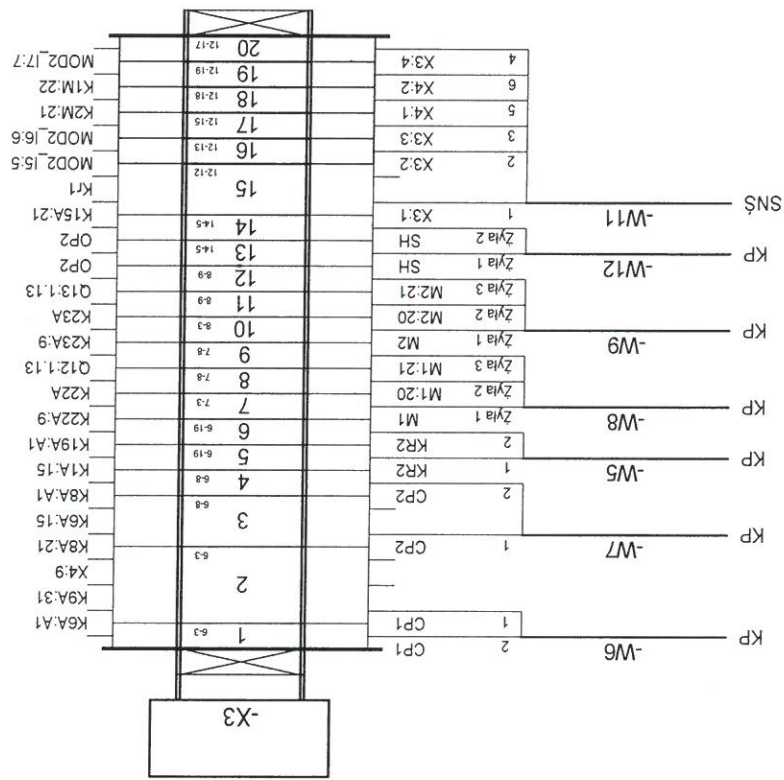 -X3
KP -W6 2 CP1 1 6-3 K6A:A1
1 CP1 2 6-3 K9A:31
X4:9
KP -W7 1 CP2 3 6-8 K8A:21
K6A:15
2 CP2 4 6-8 K8A:A1
KP -W5 1 KR2 5 6-19 K1A:15
2 KR2 6 6-19 K19A:A1
KP -W8 Żyła 1 M1 7 7-3 K22A:9
Żyła 2 M1:20 8 7-8 K22A
Żyła 3 M1:21 9 7-8 Q12:1.13
KP -W9 Żyła 1 M2 10 8-3 K23A:9
Żyła 2 M2:20 11 8-9 K23A
Żyła 3 M2:21 12 8-9 Q13:1.13
KP -W12 Żyła 1 SH 13 14-5 OP2
Żyła 2 SH 14 14-5 OP2
SNŚ -W11 1 X3:1 15 12-12 K15A:21
Kr1
2 X3:2 16 12-13 MOD2_I5:5
3 X3:3 17 12-15 MOD2_I6:6
5 X4:1 18 12-18 K2M:21
6 X4:2 19 12-19 K1M:22
4 X3:4 20 12-17 MOD2_I7:7